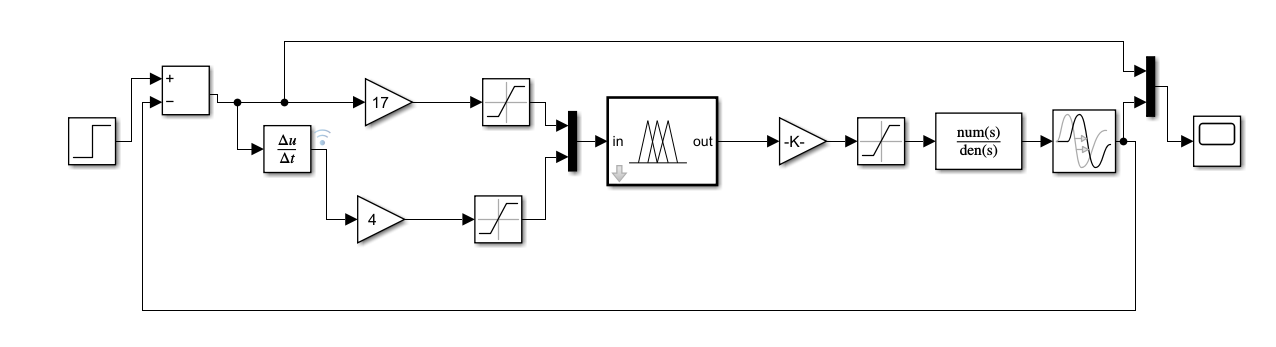 +
−
17
Δu
Δt
4
in
out
-K-
num(s)
den(s)